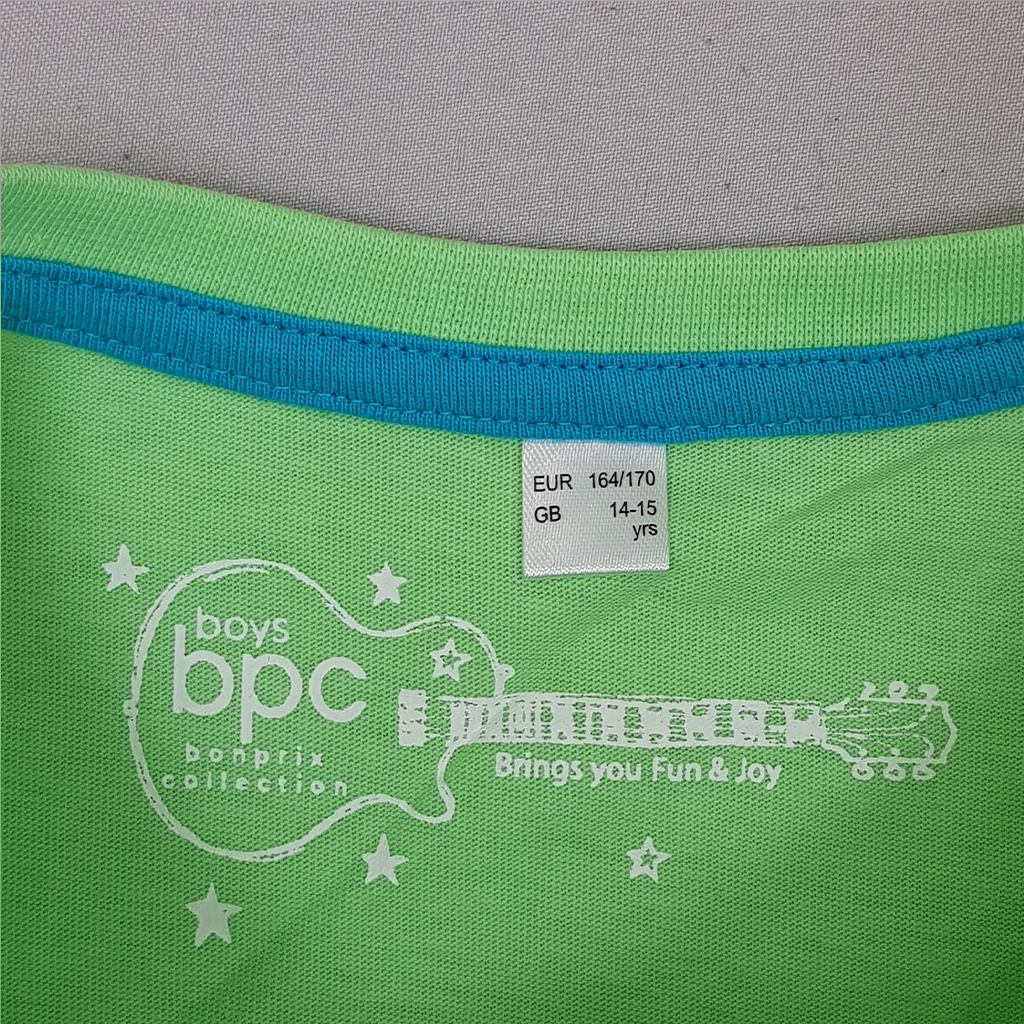 EUR 164/170
GB 14-15
yrs
boys
bpc
bonprix
collection
Brings you Fun & Joy